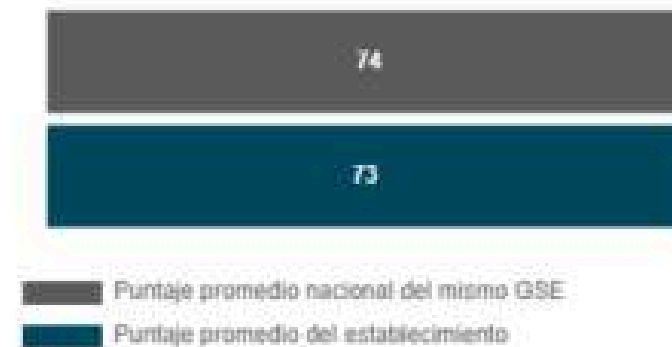 74
73
Puntaje promedio nacional del mismo GSE
Puntaje promedio del establecimiento